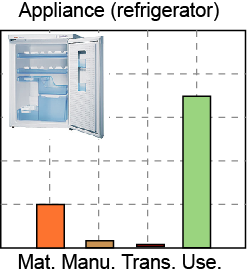 Appliance (refrigerator)
Mat. Manu. Trans. Use.